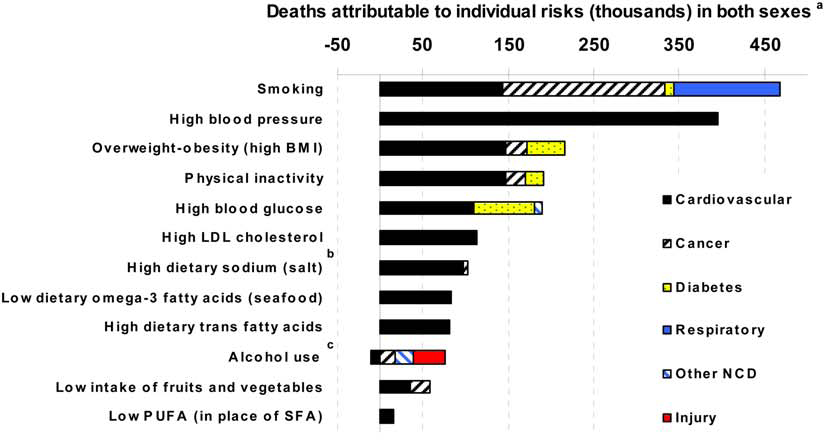 Deaths attributable to individual risks (thousands) in both sexes a
-50 50 150 250 350 450
Smoking
High blood pressure
Overweight-obesity (high BMI)
Physical inactivity
High blood glucose
High LDL cholesterol
High dietary sodium (salt) b
Low dietary omega-3 fatty acids (seafood)
High dietary trans fatty acids
Alcohol use c
Low intake of fruits and vegetables
Low PUFA (in place of SFA)
Cardiovascular
Cancer
Diabetes
Respiratory
Other NCD
Injury